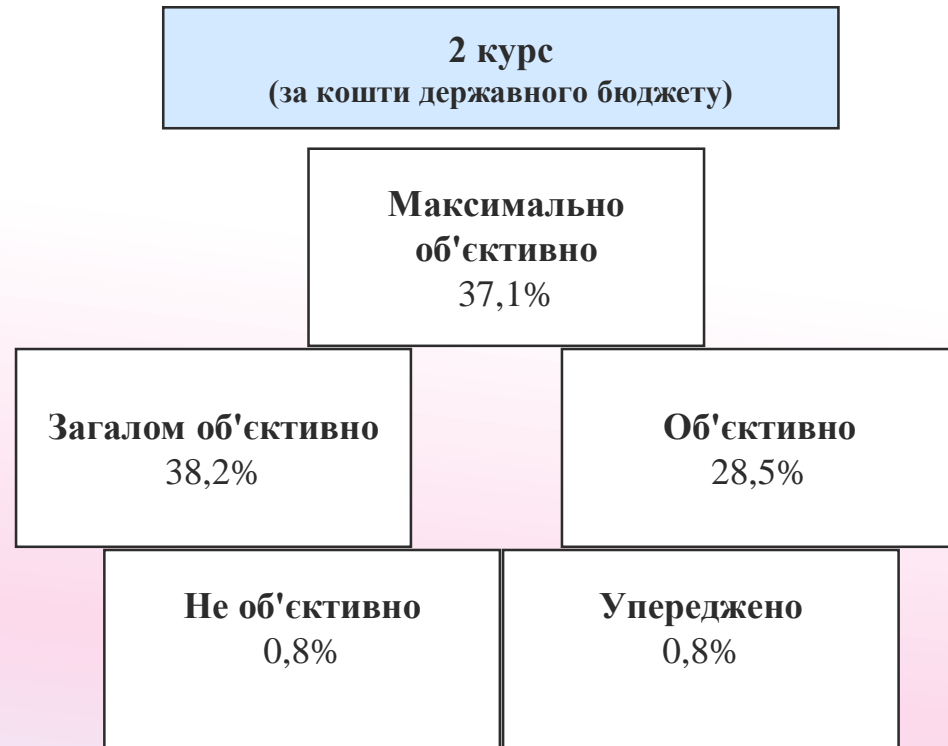 2 курс
(за кошти державного бюджету)
Максимально
об'єктивно
37,1%
Загалом об'єктивно
38,2%
Об'єктивно
28,5%
Не об'єктивно
0,8%
Упереджено
0,8%